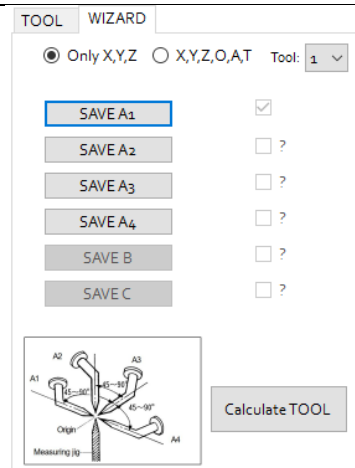 TOOL WIZARD
Only X,Y,Z X,Y,Z,O,A,T Tool: 1
SAVE A1
SAVE A2 ?
SAVE A3 ?
SAVE A4 ?
SAVE B ?
SAVE C ?
A2 A3
A1 45~90° 45~90°
45~90°
Origin
A4
Measuring jig
Calculate TOOL